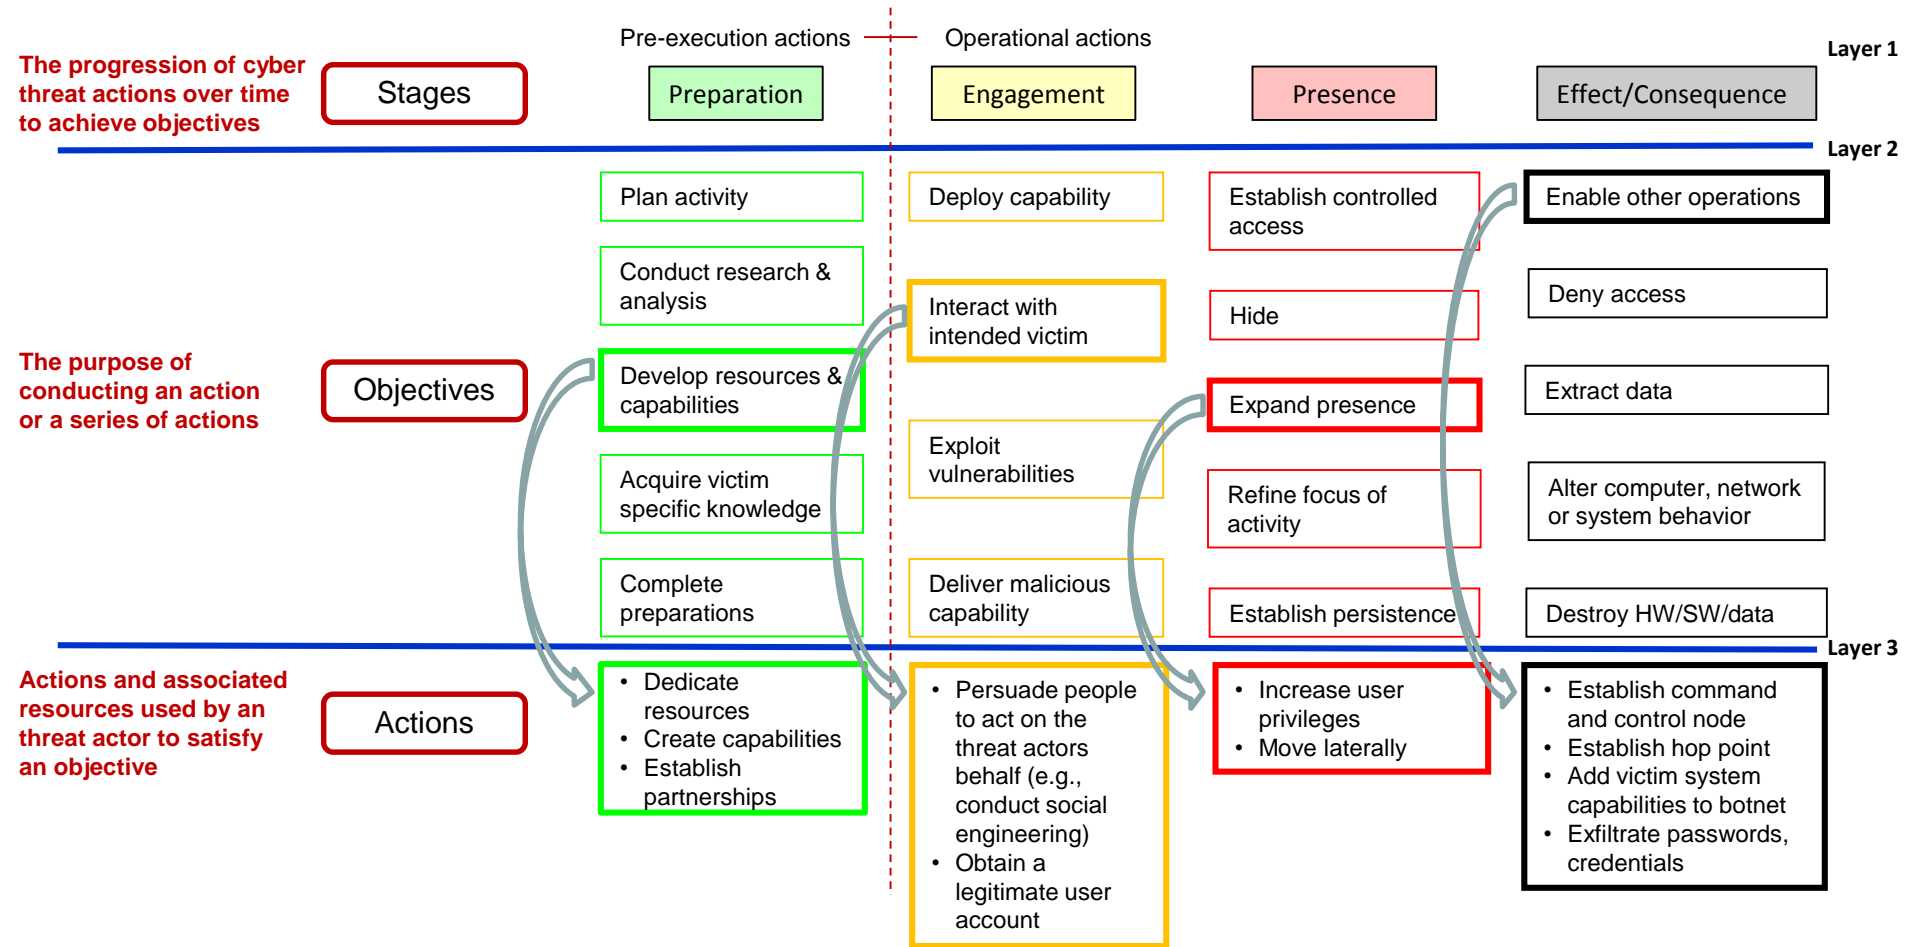 Pre-execution actions
Operational actions
Layer 1
The progression of cyber
threat actions over time
to achieve objectives
Stages
Preparation
Engagement
Presence
Effect/Consequence
Layer 2
The purpose of
conducting an action
or a series of actions
Objectives
Plan activity
Conduct research &
analysis
Develop resources &
capabilities
Acquire victim
specific knowledge
Complete
preparations
Deploy capability
Interact with
intended victim
Exploit
vulnerabilities
Deliver malicious
capability
Establish controlled
access
Hide
Expand presence
Refine focus of
activity
Establish persistence
Enable other operations
Deny access
Extract data
Alter computer, network
or system behavior
Destroy HW/SW/data
Layer 3
Actions and associated
resources used by an
threat actor to satisfy
an objective
Actions
• Dedicate
resources
• Create capabilities
• Establish
partnerships
• Persuade people
to act on the
threat actors
behalf (e.g.,
conduct social
engineering)
• Obtain a
legitimate user
account
• Increase user
privileges
• Move laterally
• Establish command
and control node
• Establish hop point
• Add victim system
capabilities to botnet
• Exfiltrate passwords,
credentials